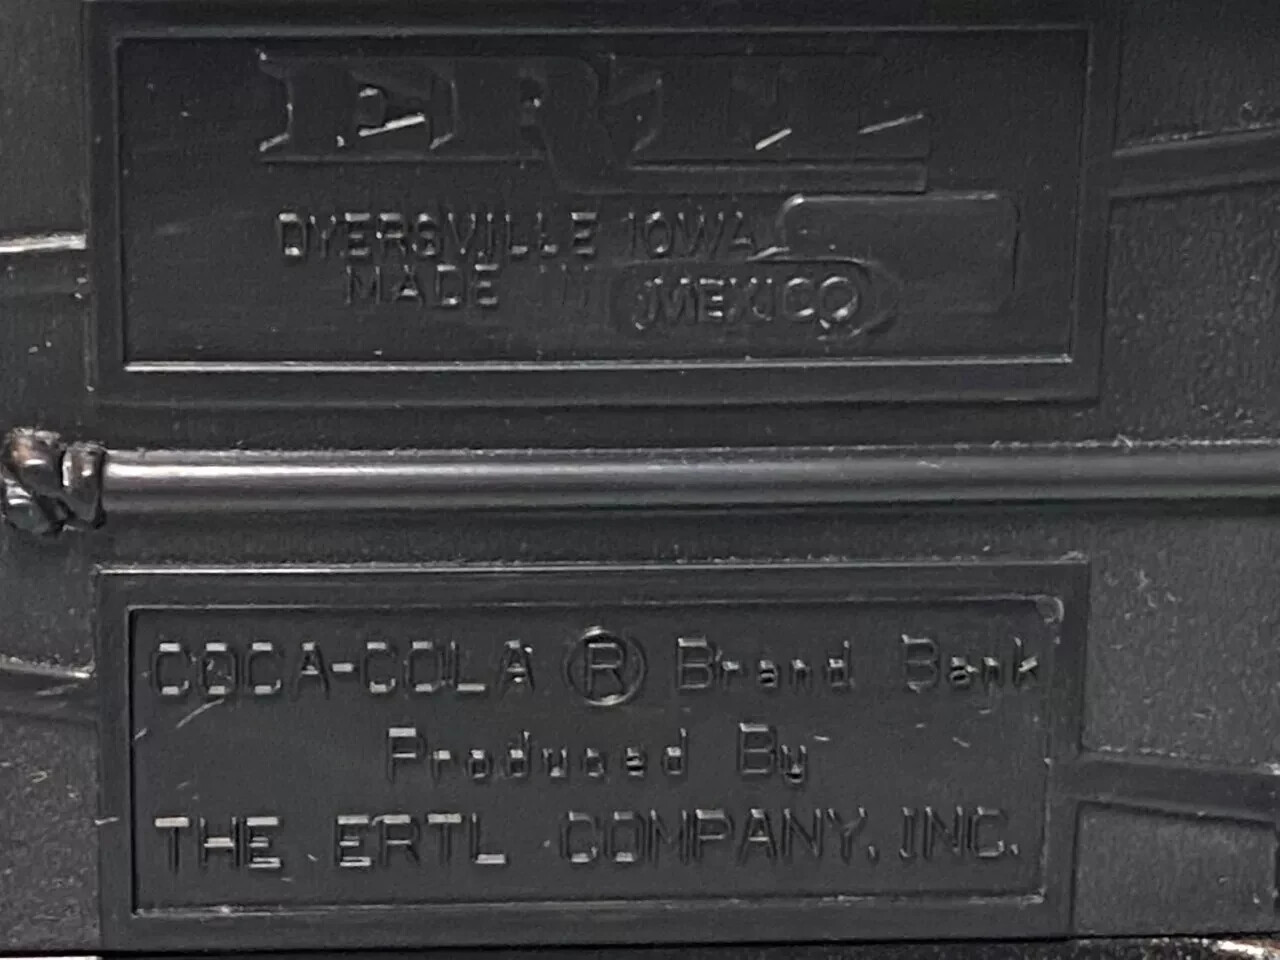 ERTL
DYERSVILLE IOWA
MADE IN MEXICO
COCA-COLA ® Brand Bank
Produced By
THE ERTL COMPANY, INC.